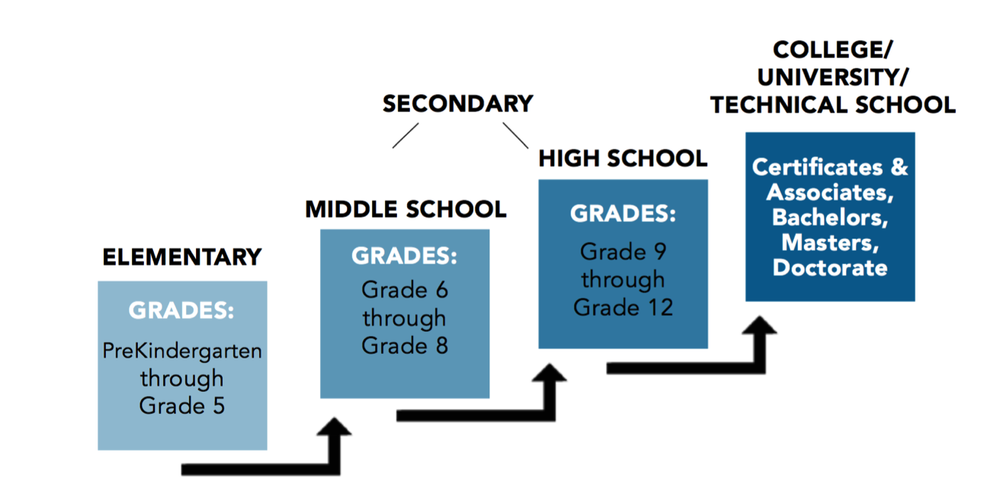 ELEMENTARY
GRADES:
PreKindergarten
through
Grade 5
SECONDARY
MIDDLE SCHOOL
GRADES:
Grade 6
through
Grade 8
HIGH SCHOOL
GRADES:
Grade 9
through
Grade 12
COLLEGE/
UNIVERSITY/
TECHNICAL SCHOOL
Certificates &
Associates,
Bachelors,
Masters,
Doctorate